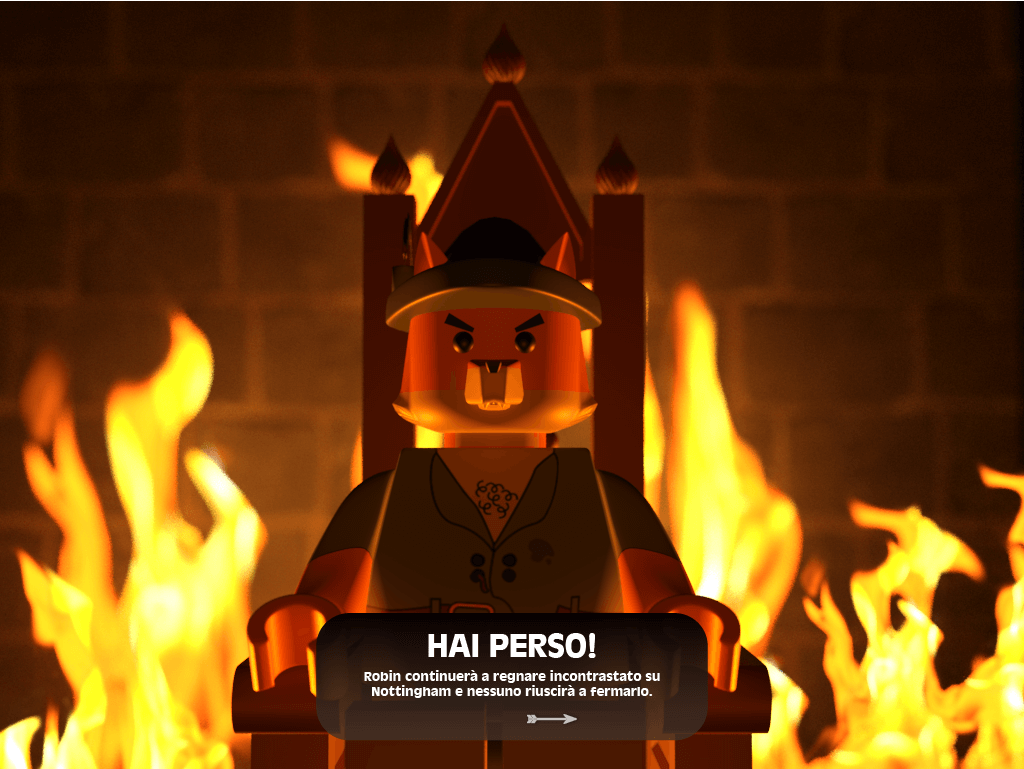 HAI PERSO!
Robin continuerà a regnare incontrastato su
Nottingham e nessuno riuscirà a fermarlo.